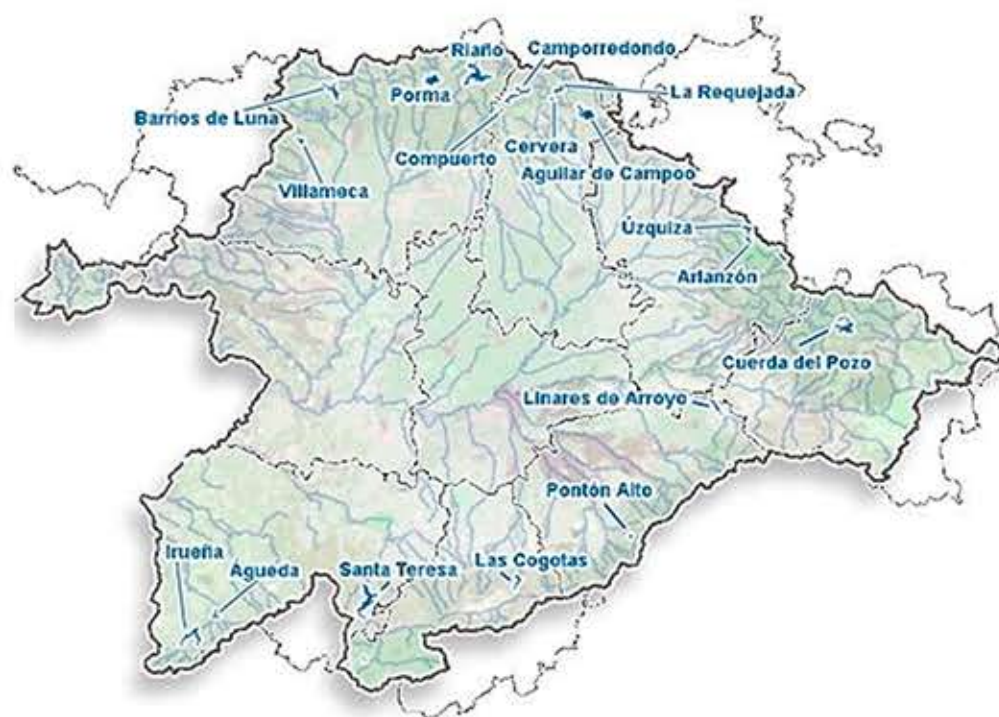 Riaño
Camporredondo
Porma
La Requejada
Barrios de Luna
Compuerto
Cervera
Aguilar de Campoo
Villameca
Úzquiza
Arlanzón
Cuerda del Pozo
Linares de Arroyo
Pontón Alto
Irueña
Águeda
Santa Teresa
Las Cogotas